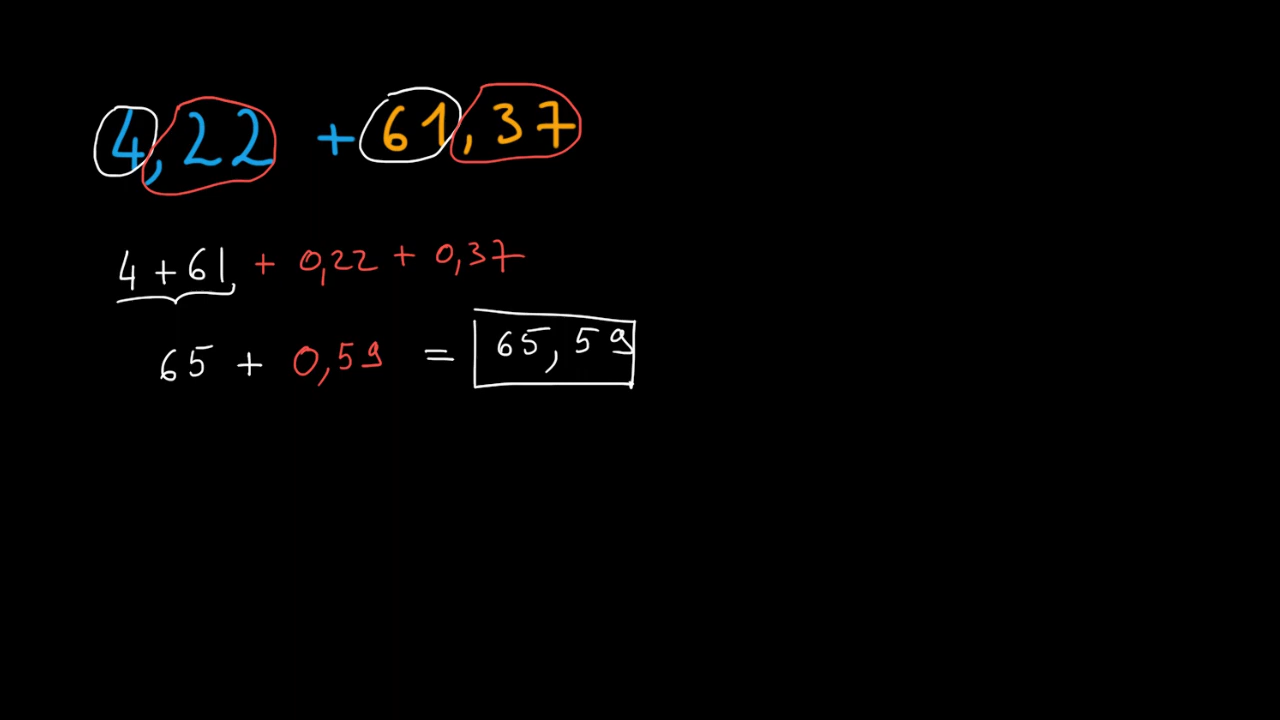 4,22 + 61,37
4 + 61 + 0,22 + 0,37
65 + 0,59 = 65,59